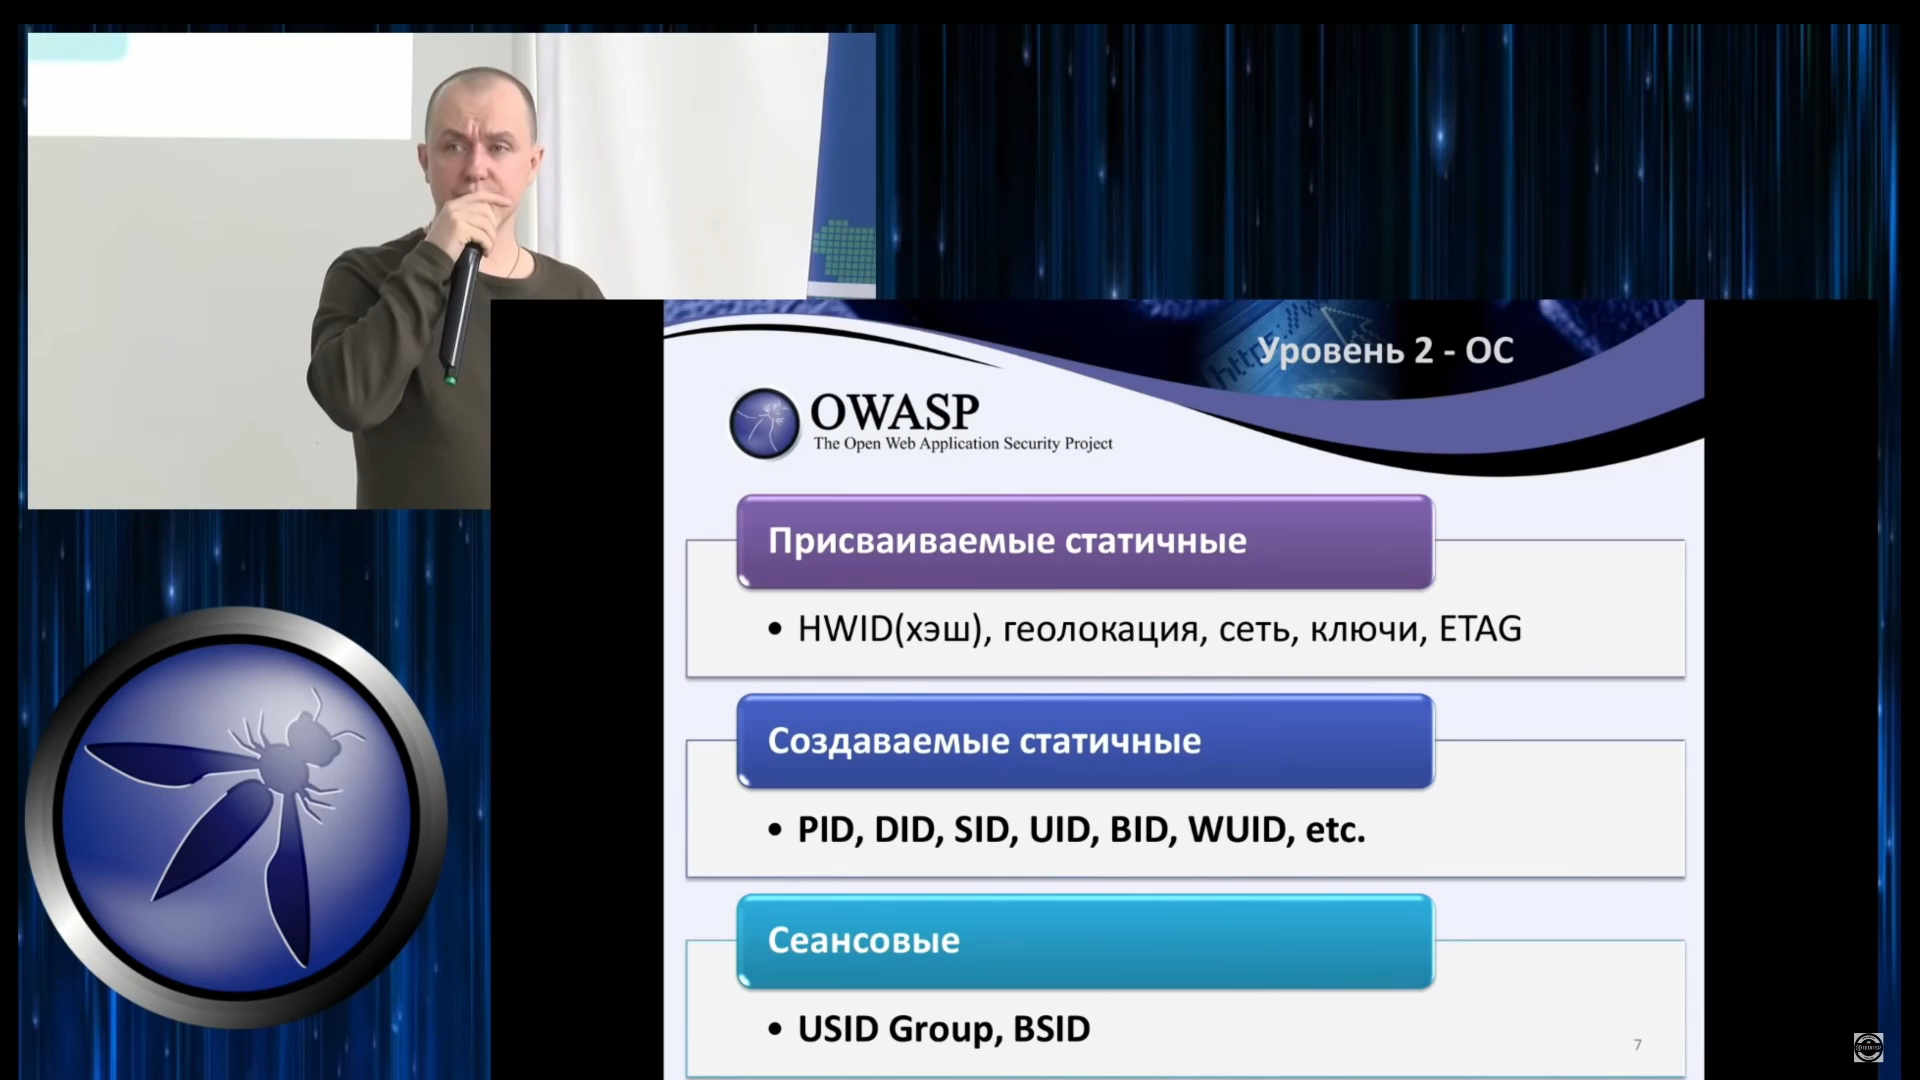 Уровень 2 - ОС
OWASP
The Open Web Application Security Project
Присваиваемые статичные
• HWID(хэш), геолокация, сеть, ключи, ETAG
Создаваемые статичные
• PID, DID, SID, UID, BID, WUID, etc.
Сеансовые
• USID Group, BSID
7